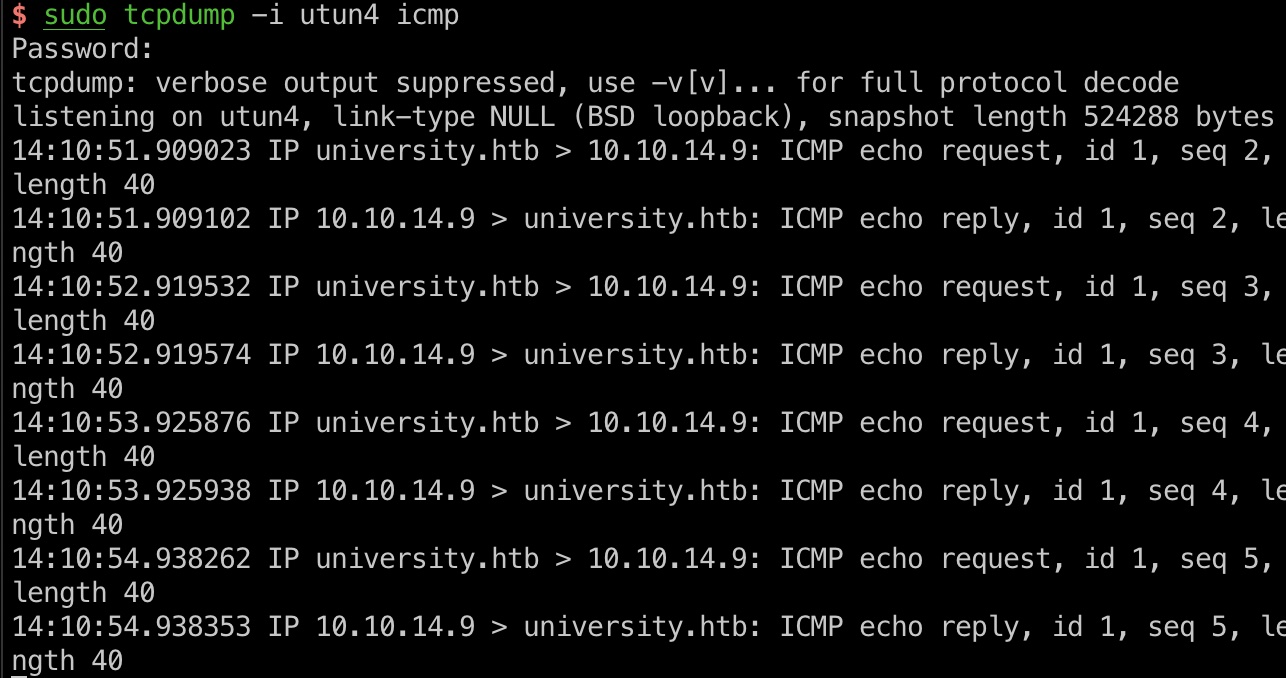 $ sudo tcpdump -i utun4 icmp
Password:
tcpdump: verbose output suppressed, use -v[v]... for full protocol decode
listening on utun4, link-type NULL (BSD loopback), snapshot length 524288 bytes
14:10:51.909023 IP university.htb > 10.10.14.9: ICMP echo request, id 1, seq 2,
length 40
14:10:51.909102 IP 10.10.14.9 > university.htb: ICMP echo reply, id 1, seq 2, le
ngth 40
14:10:52.919532 IP university.htb > 10.10.14.9: ICMP echo request, id 1, seq 3,
length 40
14:10:52.919574 IP 10.10.14.9 > university.htb: ICMP echo reply, id 1, seq 3, le
ngth 40
14:10:53.925876 IP university.htb > 10.10.14.9: ICMP echo request, id 1, seq 4,
length 40
14:10:53.925938 IP 10.10.14.9 > university.htb: ICMP echo reply, id 1, seq 4, le
ngth 40
14:10:54.938262 IP university.htb > 10.10.14.9: ICMP echo request, id 1, seq 5,
length 40
14:10:54.938353 IP 10.10.14.9 > university.htb: ICMP echo reply, id 1, seq 5, le
ngth 40